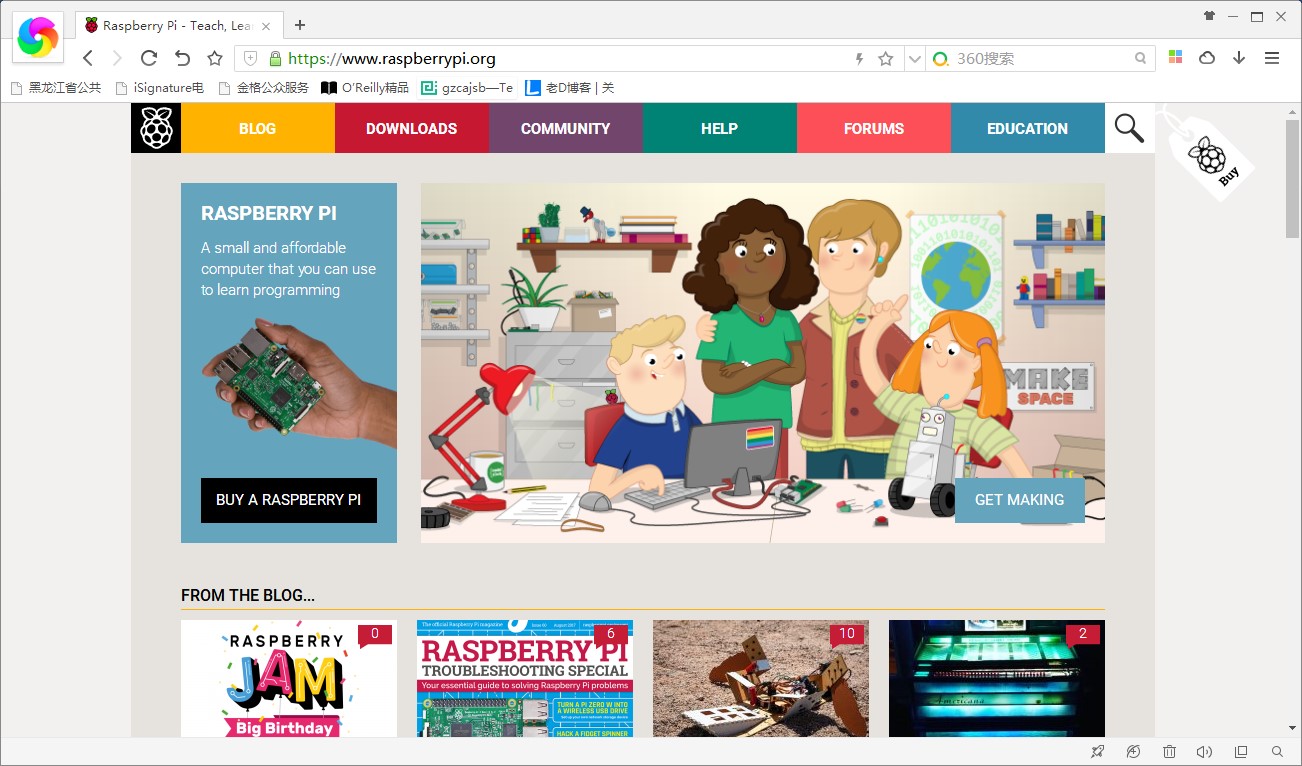 Raspberry Pi - Teach, Lea
https://www.raspberrypi.org
360搜索
黑龙江省公共
iSignature电
金格公众服务
O'Reilly精品
gzcajsb—Te
老D博客 | 关
BLOG
DOWNLOADS
COMMUNITY
HELP
FORUMS
EDUCATION
Buy
RASPBERRY PI
A small and affordable
computer that you can use
to learn programming
BUY A RASPBERRY PI
MAKE
SPACE
GET MAKING
FROM THE BLOG...
0
RASPBERRY
JAM
Big Birthday
6
The official Raspberry Pi magazine
Issue 60
August 2017
RASPBERRY PI
TROUBLESHOOTING SPECIAL
Your essential guide to solving Raspberry Pi problems
TURN A PI ZERO W INTO
A WIRELESS USB DRIVE
HACK A FIDGET SPINNER
10
2